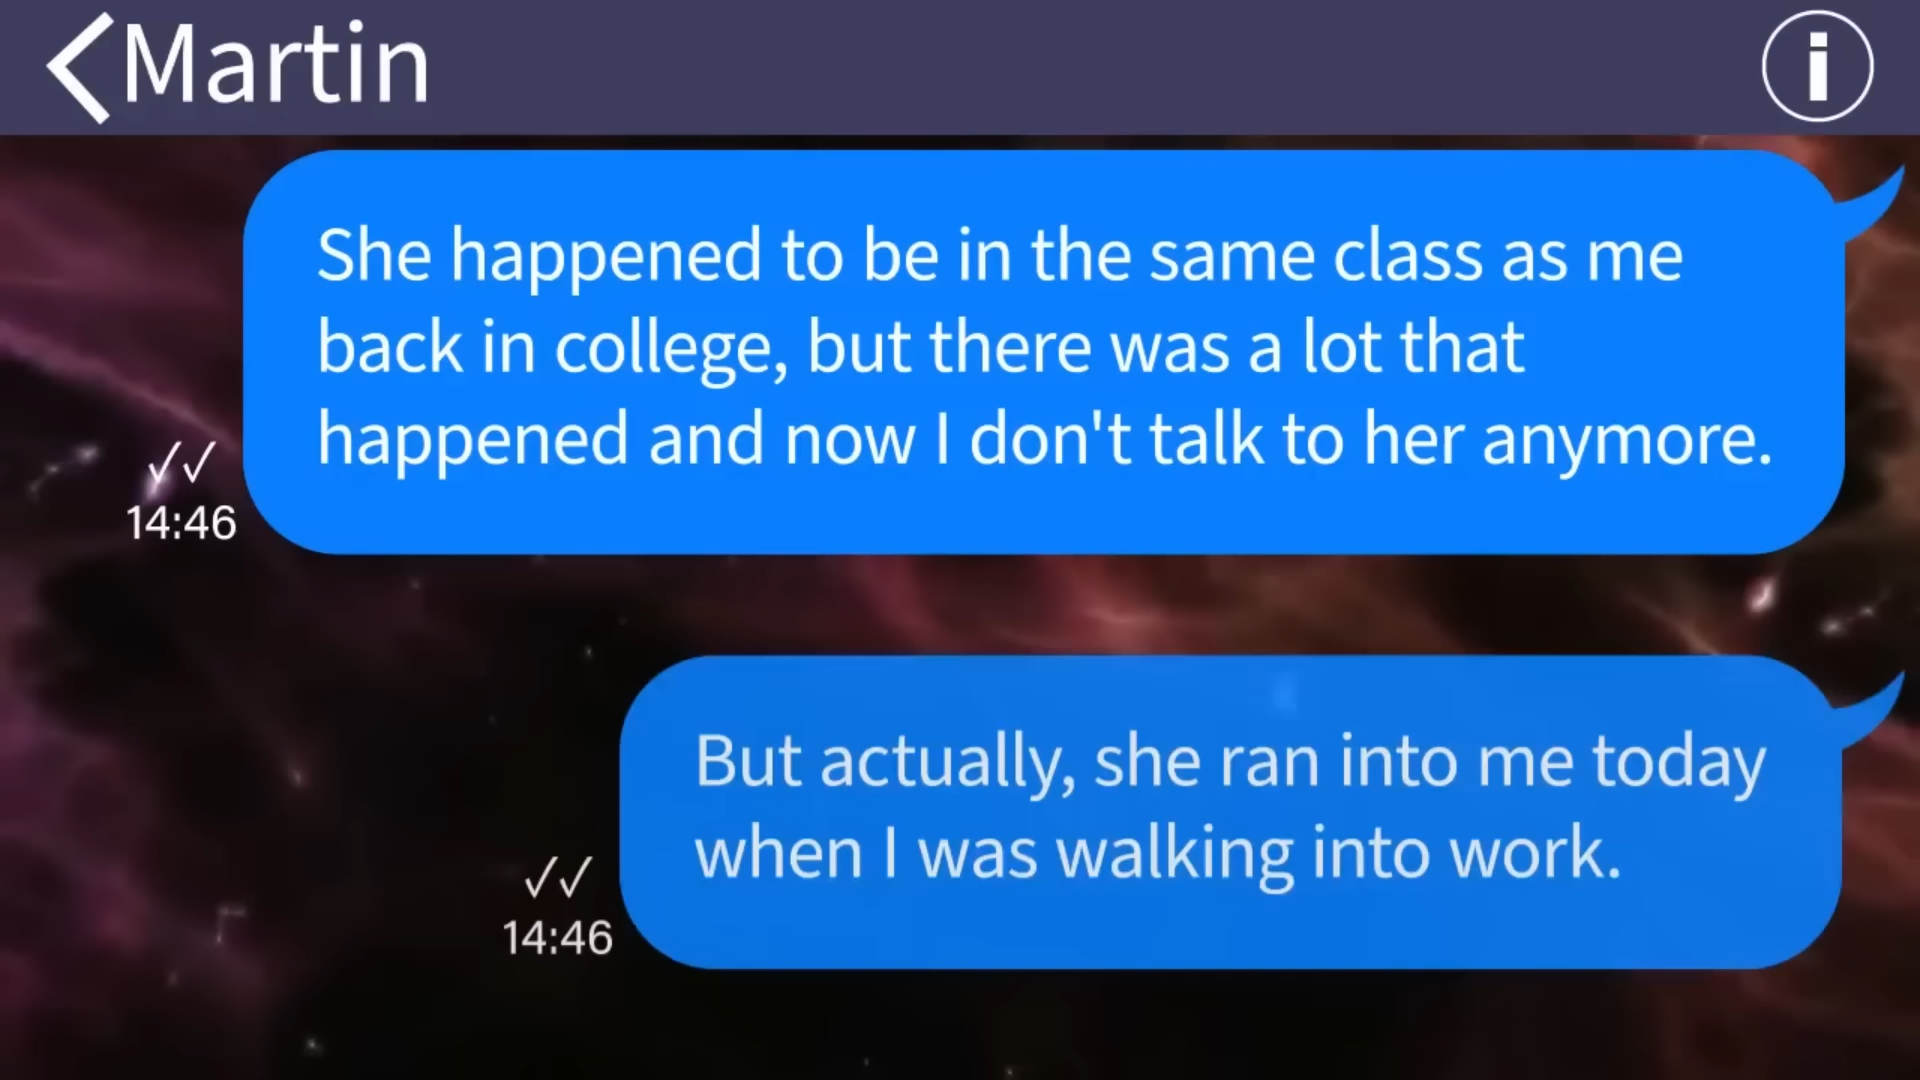 Martin
i
She happened to be in the same class as me
back in college, but there was a lot that
happened and now I don't talk to her anymore.
✓✓
14:46
But actually, she ran into me today
when I was walking into work.
✓✓
14:46